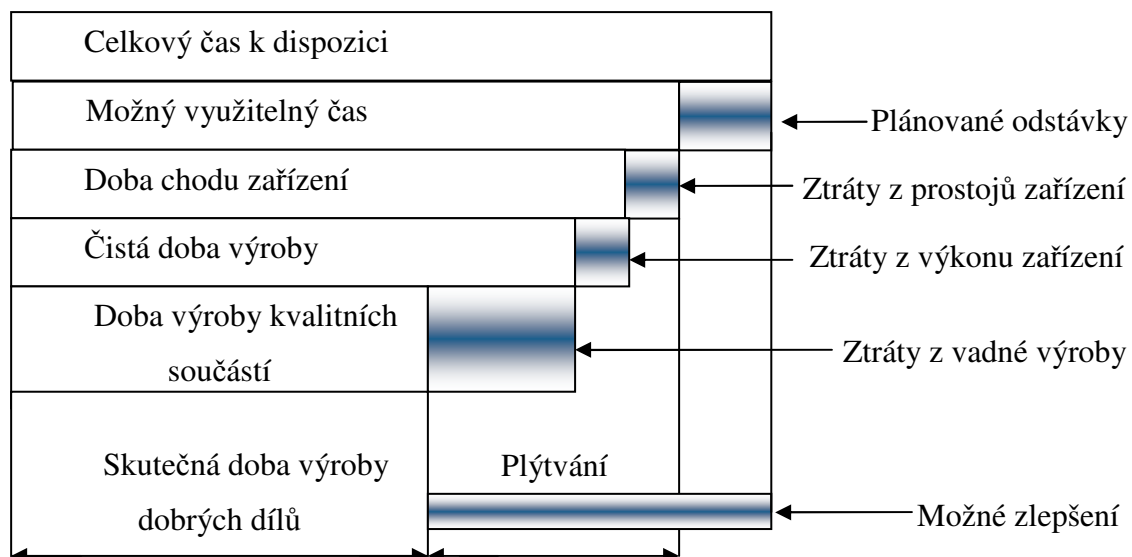 Celkový čas k dispozici
Možný využitelný čas
Plánované odstávky
Doba chodu zařízení
Ztráty z prostojů zařízení
Čistá doba výroby
Ztráty z výkonu zařízení
Doba výroby kvalitních
součástí
Ztráty z vadné výroby
Skutečná doba výroby
dobrých dílů
Plýtvání
Možné zlepšení